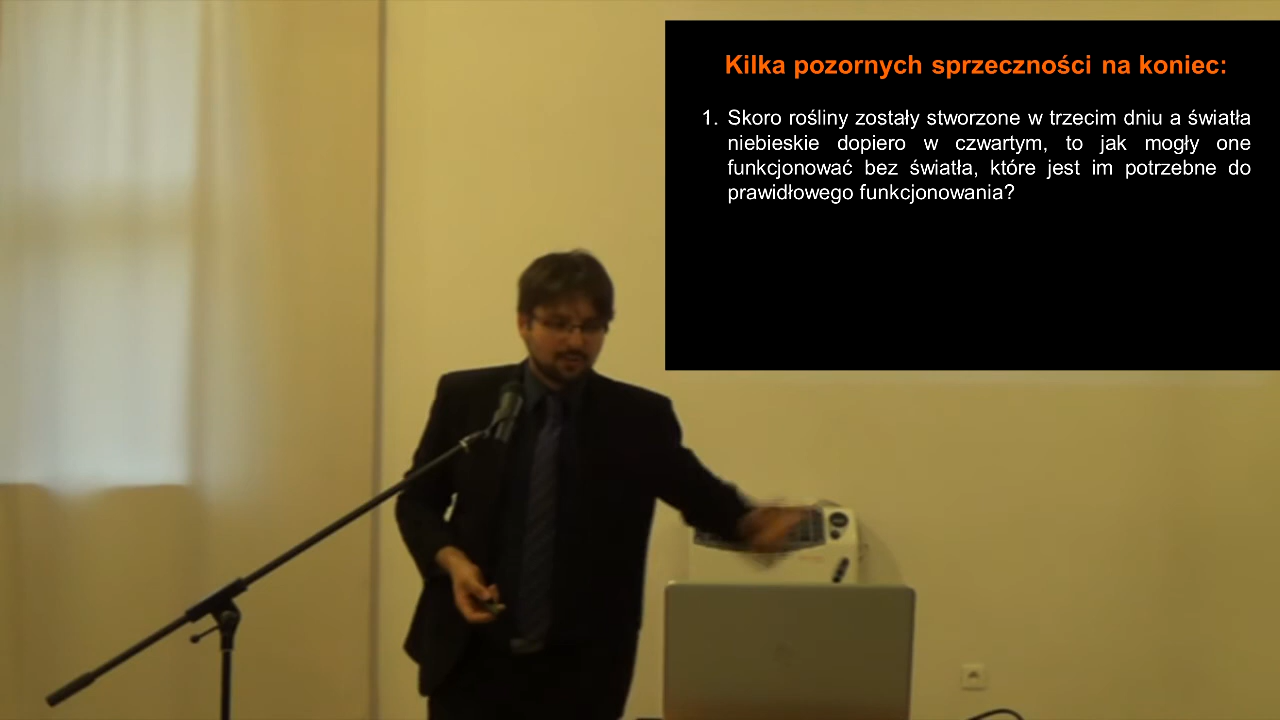 Kilka pozornych sprzeczności na koniec:
1. Skoro rośliny zostały stworzone w trzecim dniu a światła
niebieskie dopiero w czwartym, to jak mogły one
funkcjonować bez światła, które jest im potrzebne do
prawidłowego funkcjonowania?